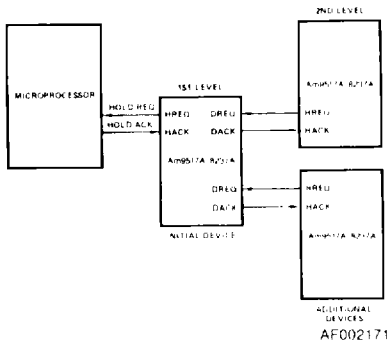 2ND LEVEL
Am9517A 8237A
HREQ
HACK
MICROPROCESSOR
HOLD REQ
HOLD ACK
1ST LEVEL
HREQ DREQ
HACK DACK
Am9517A 8237A
DREQ
DACK
INITIAL DEVICE
HREQ
HACK
Am9517A 8237A
ADDITIONAL
DEVICES
AF002171